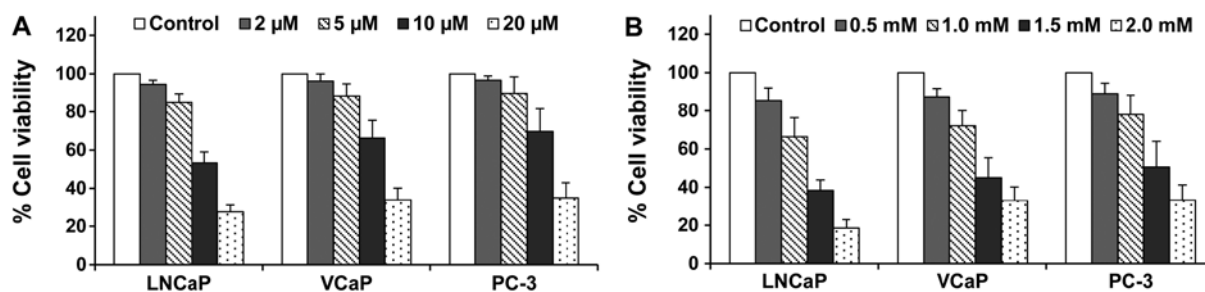 A
Control 2 µM 5 µM 10 µM 20 µM
% Cell viability
120
100
80
60
40
20
0
LNCaP VCaP PC-3
B
Control 0.5 mM 1.0 mM 1.5 mM 2.0 mM
% Cell viability
120
100
80
60
40
20
0
LNCaP VCaP PC-3